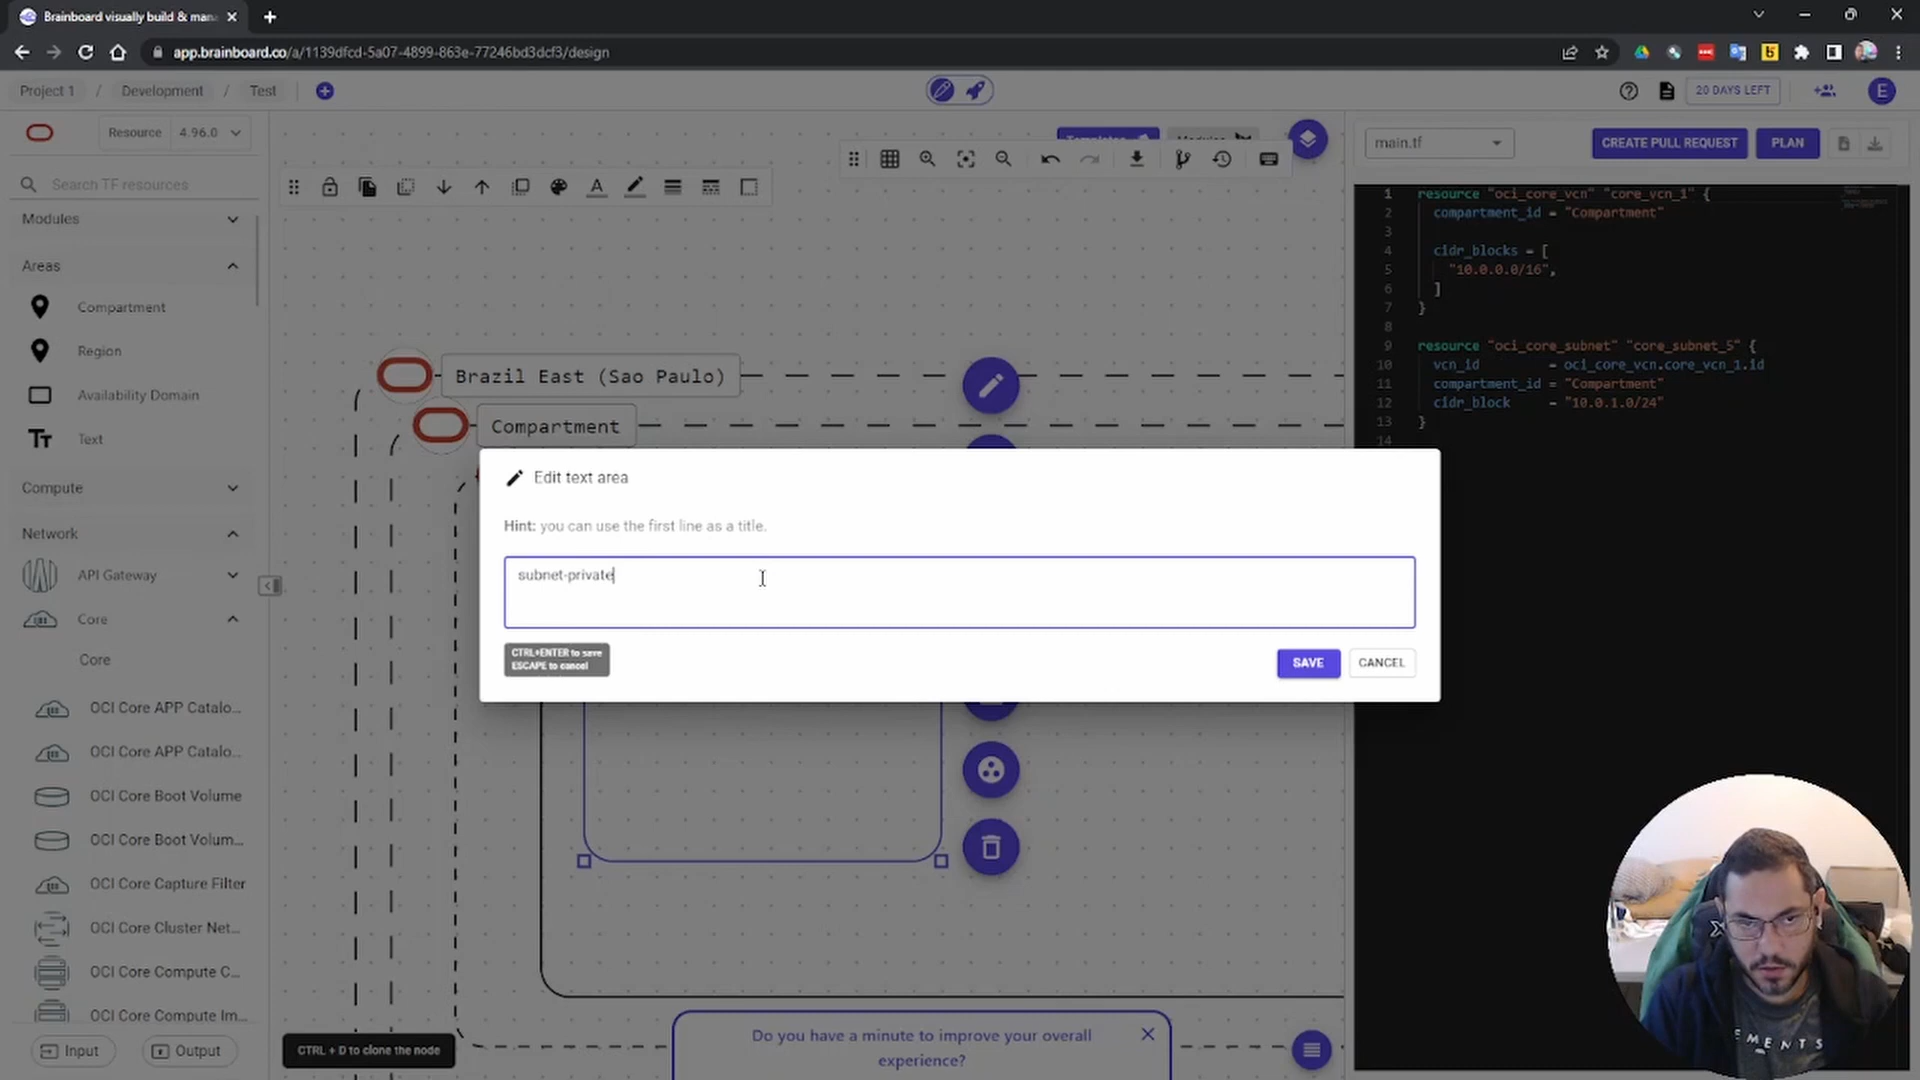 Brainboard visually build & man
app.brainboard.co/a/1139dfcd-5a07-4899-863e-77246bd3dcf3/design
Project 1 / Development / Test
20 DAYS LEFT
E
Resource 4.96.0
Search TF resources
Modules
Areas
Compartment
Region
Availability Domain
Text
Compute
Network
API Gateway
Core
Core
OCI Core APP Catalo...
OCI Core APP Catalo...
OCI Core Boot Volume
OCI Core Boot Volum...
OCI Core Capture Filter
OCI Core Cluster Net...
OCI Core Compute C...
OCI Core Compute Im...
Input
Output
Templates
Modules
Brazil East (Sao Paulo)
Compartment
Edit text area
Hint: you can use the first line as a title.
subnet-private
CTRL+ENTER to save
ESCAPE to cancel
SAVE
CANCEL
CTRL + D to clone the node
Do you have a minute to improve your overall
experience?
main.tf
CREATE PULL REQUEST
PLAN
1 resource "oci_core_vcn" "core_vcn_1" {
2 compartment_id = "Compartment"
3
4 cidr_blocks = [
5 "10.0.0.0/16",
6 ]
7 }
8
9 resource "oci_core_subnet" "core_subnet_5" {
10 vcn_id = oci_core_vcn.core_vcn_1.id
11 compartment_id = "Compartment"
12 cidr_block = "10.0.1.0/24"
13 }
14